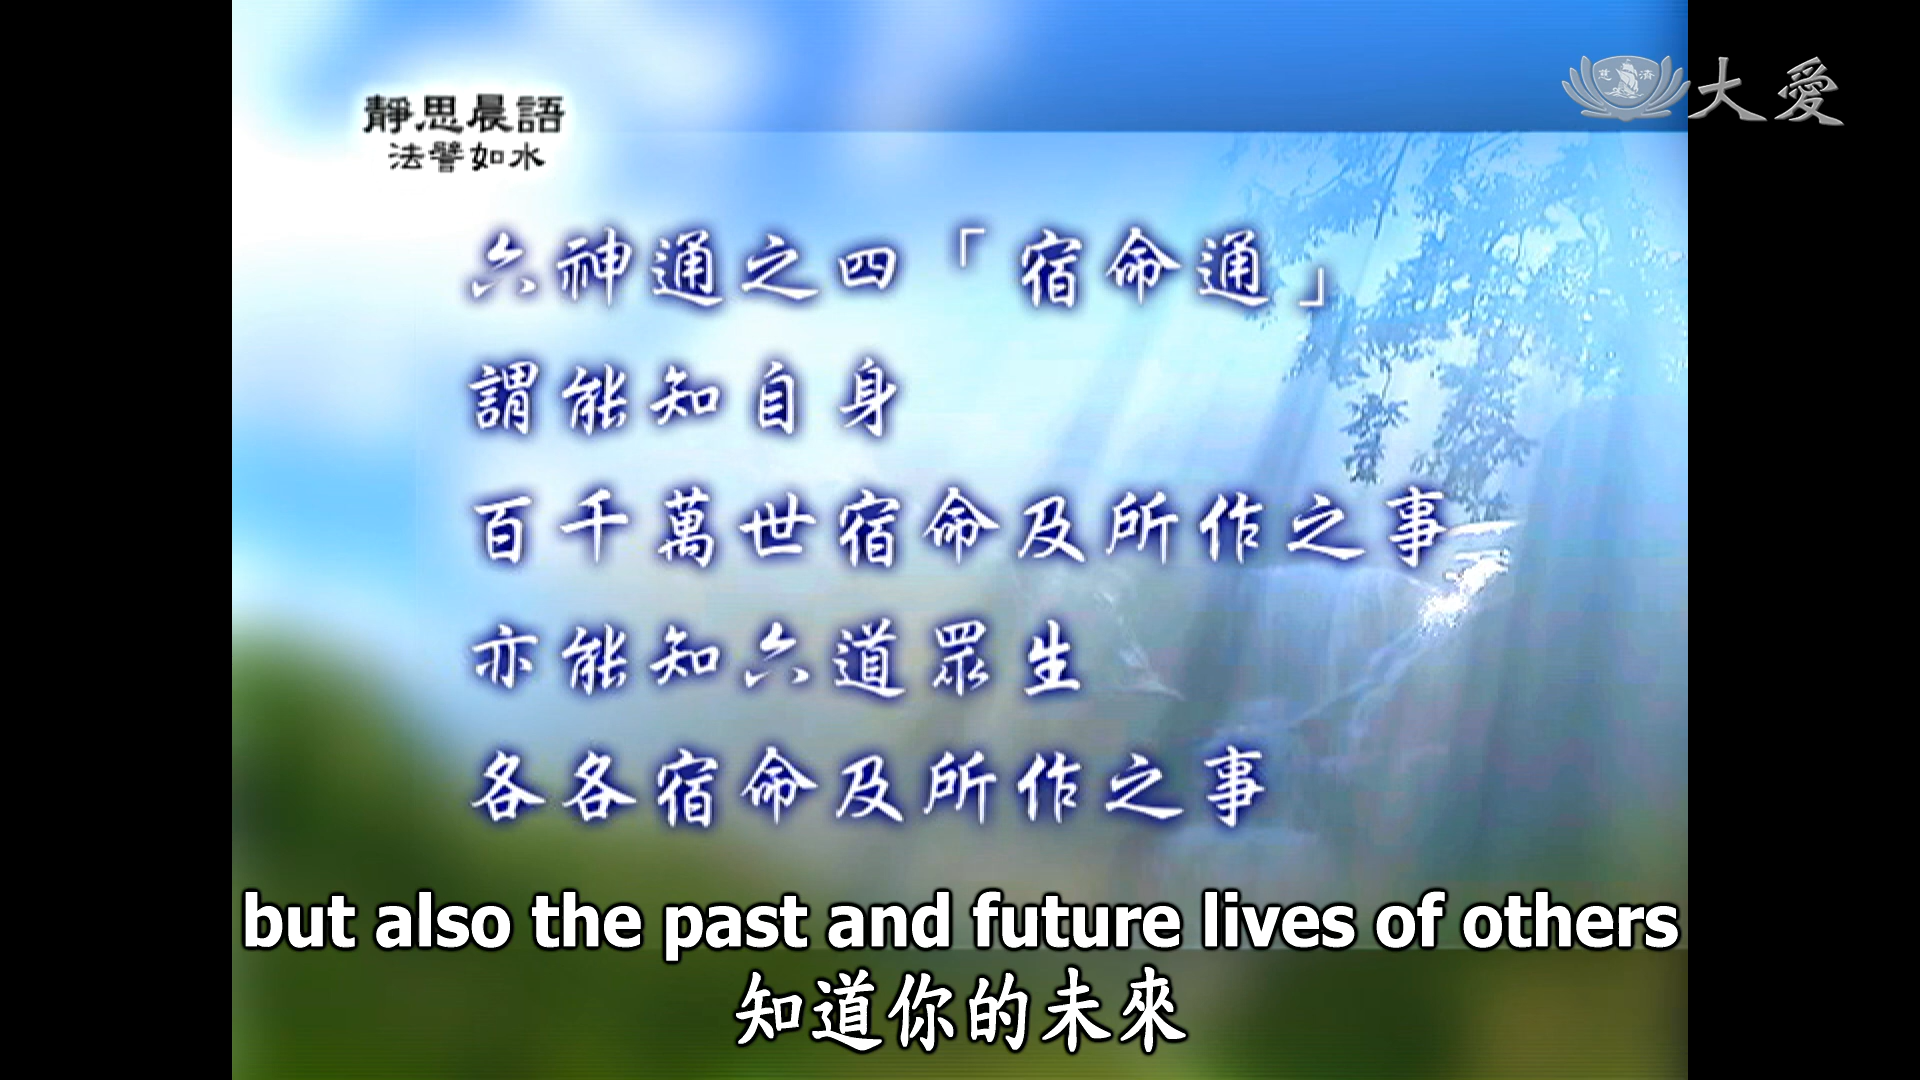 靜思晨語
法譬如水
慈濟
大愛
六神通之四「宿命通」
謂能知自身
百千萬世宿命及所作之事
亦能知六道眾生
各各宿命及所作之事
but also the past and future lives of others
知道你的未來